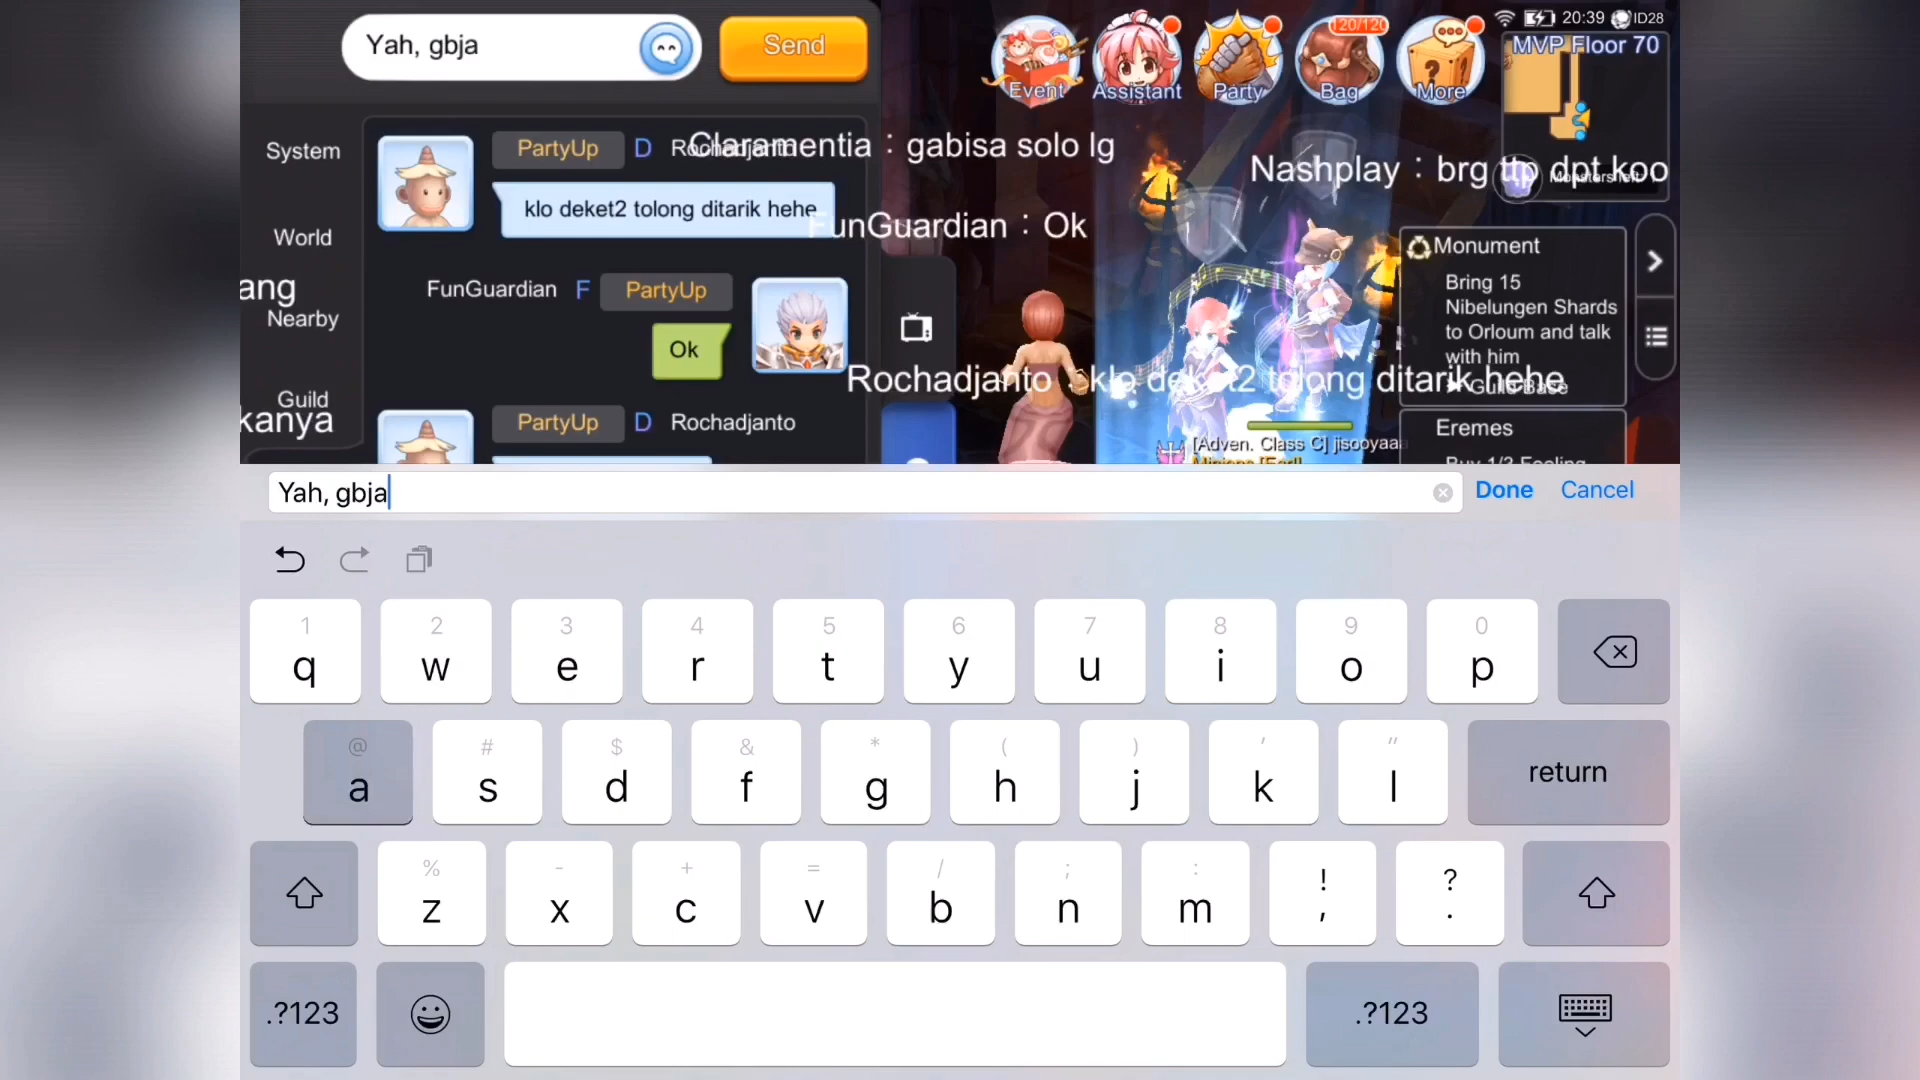 Yah, gbja
Send
Event
Assistant
Party
120/120
Bag
More
20:39
ID28
MVP Floor 70
System
World
ang
Nearby
Guild
kanya
PartyUp D Rochadjanto
klo deket2 tolong ditarik hehe
FunGuardian F PartyUp
Ok
PartyUp D Rochadjanto
Claramentia : gabisa solo lg
Nashplay : brg ttp dpt koo
FunGuardian : Ok
Rochadjanto : klo deket2 tolong ditarik hehe
Monument
Bring 15
Nibelungen Shards
to Orloum and talk
with him
Guild Base
Eremes
[Adven. Class C] jisooyaaa
Yah, gbja
Done
Cancel
1 2 3 4 5 6 7 8 9 0
q w e r t y u i o p
@ # $ & * ( ) ' "
a s d f g h j k l
return
% - + = / ; : ! ?
z x c v b n m , .
.?123
.?123